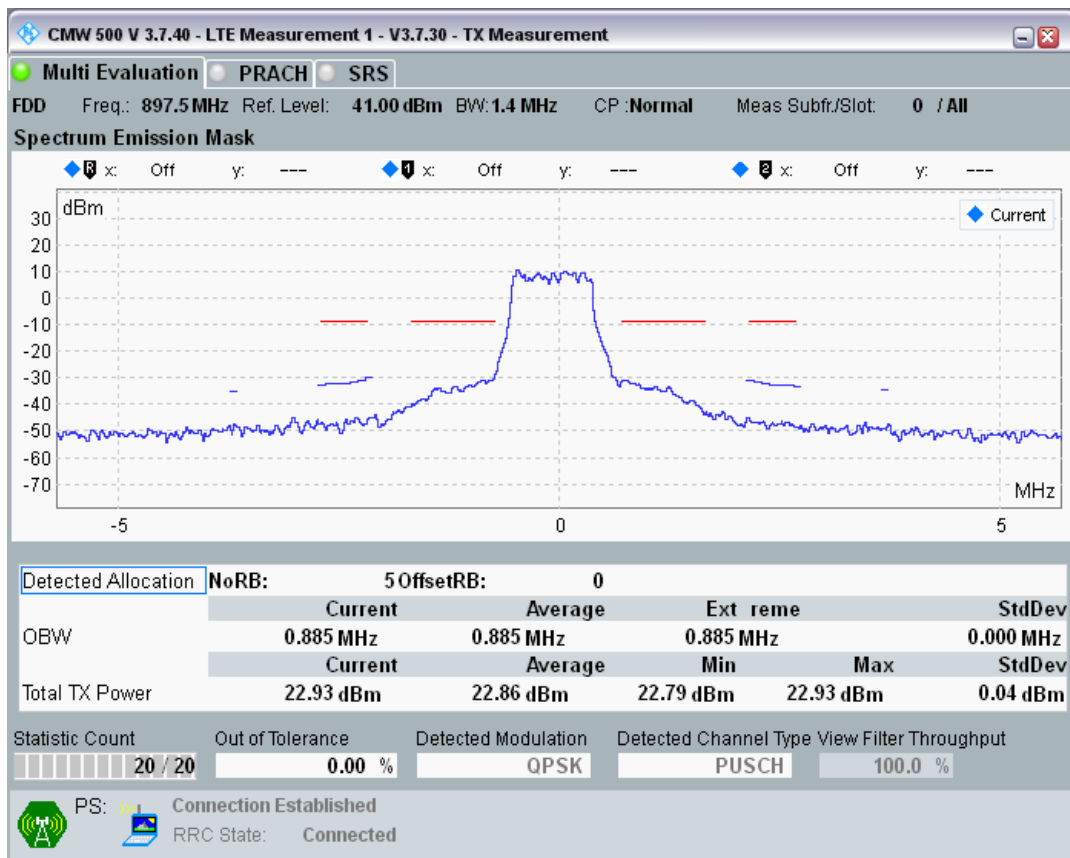 CMW 500 V 3.7.40 - LTE Measurement 1 - V3.7.30 - TX Measurement
Multi Evaluation PRACH SRS
FDD Freq.: 897.5 MHz Ref. Level: 41.00 dBm BW: 1.4 MHz CP :Normal Meas Subfr./Slot: 0 / All
Spectrum Emission Mask
R x: Off y: --- 1 x: Off y: --- 2 x: Off y: ---
dBm
Current
30
20
10
0
-10
-20
-30
-40
-50
-60
-70
MHz
-5 0 5
Detected Allocation NoRB: 5 OffsetRB: 0
Current Average Ext reme StdDev
OBW 0.885 MHz 0.885 MHz 0.885 MHz 0.000 MHz
Current Average Min Max StdDev
Total TX Power 22.93 dBm 22.86 dBm 22.79 dBm 22.93 dBm 0.04 dBm
Statistic Count Out of Tolerance Detected Modulation Detected Channel Type View Filter Throughput
20 / 20 0.00 % QPSK PUSCH 100.0 %
PS: Connection Established
RRC State: Connected